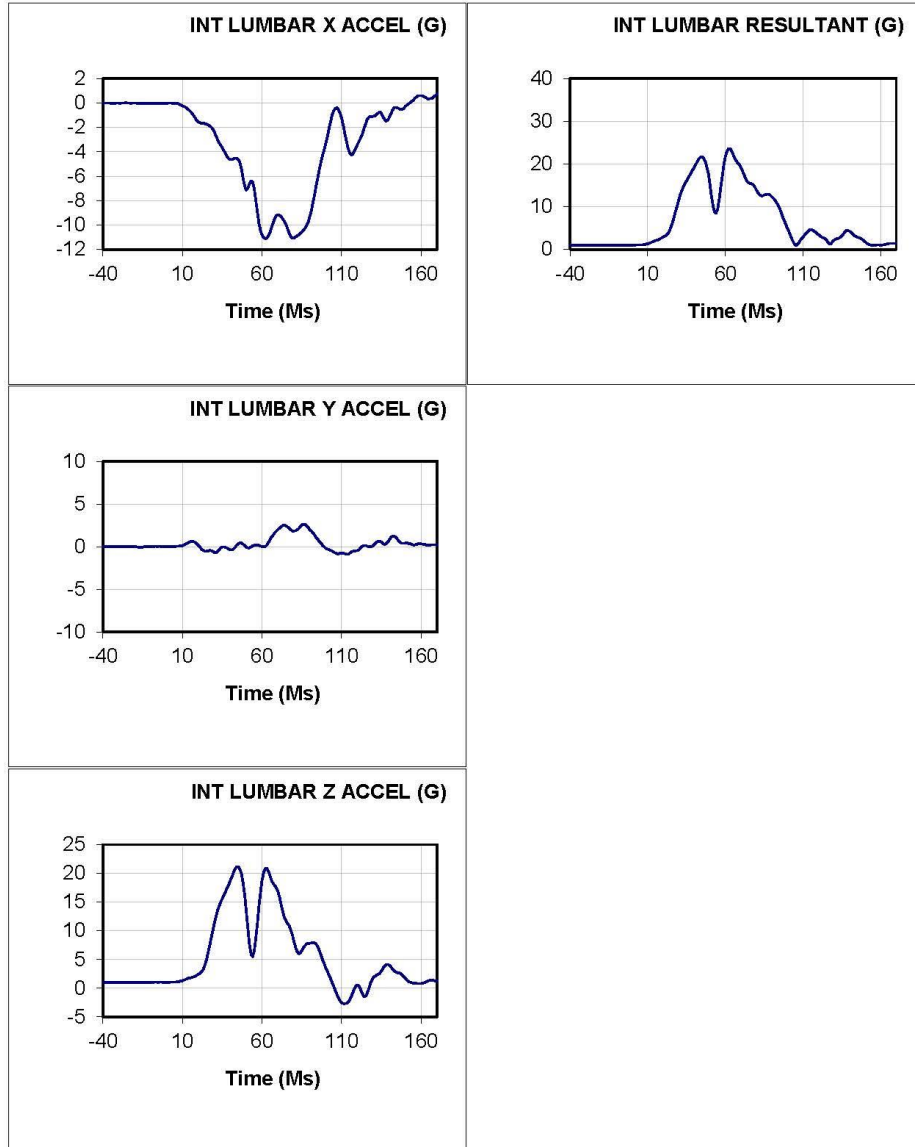 INT LUMBAR X ACCEL (G)
2
0
-2
-4
-6
-8
-10
-12
-40 10 60 110 160
Time (Ms)
INT LUMBAR RESULTANT (G)
40
30
20
10
0
-40 10 60 110 160
Time (Ms)
INT LUMBAR Y ACCEL (G)
10
5
0
-5
-10
-40 10 60 110 160
Time (Ms)
INT LUMBAR Z ACCEL (G)
25
20
15
10
5
0
-5
-40 10 60 110 160
Time (Ms)